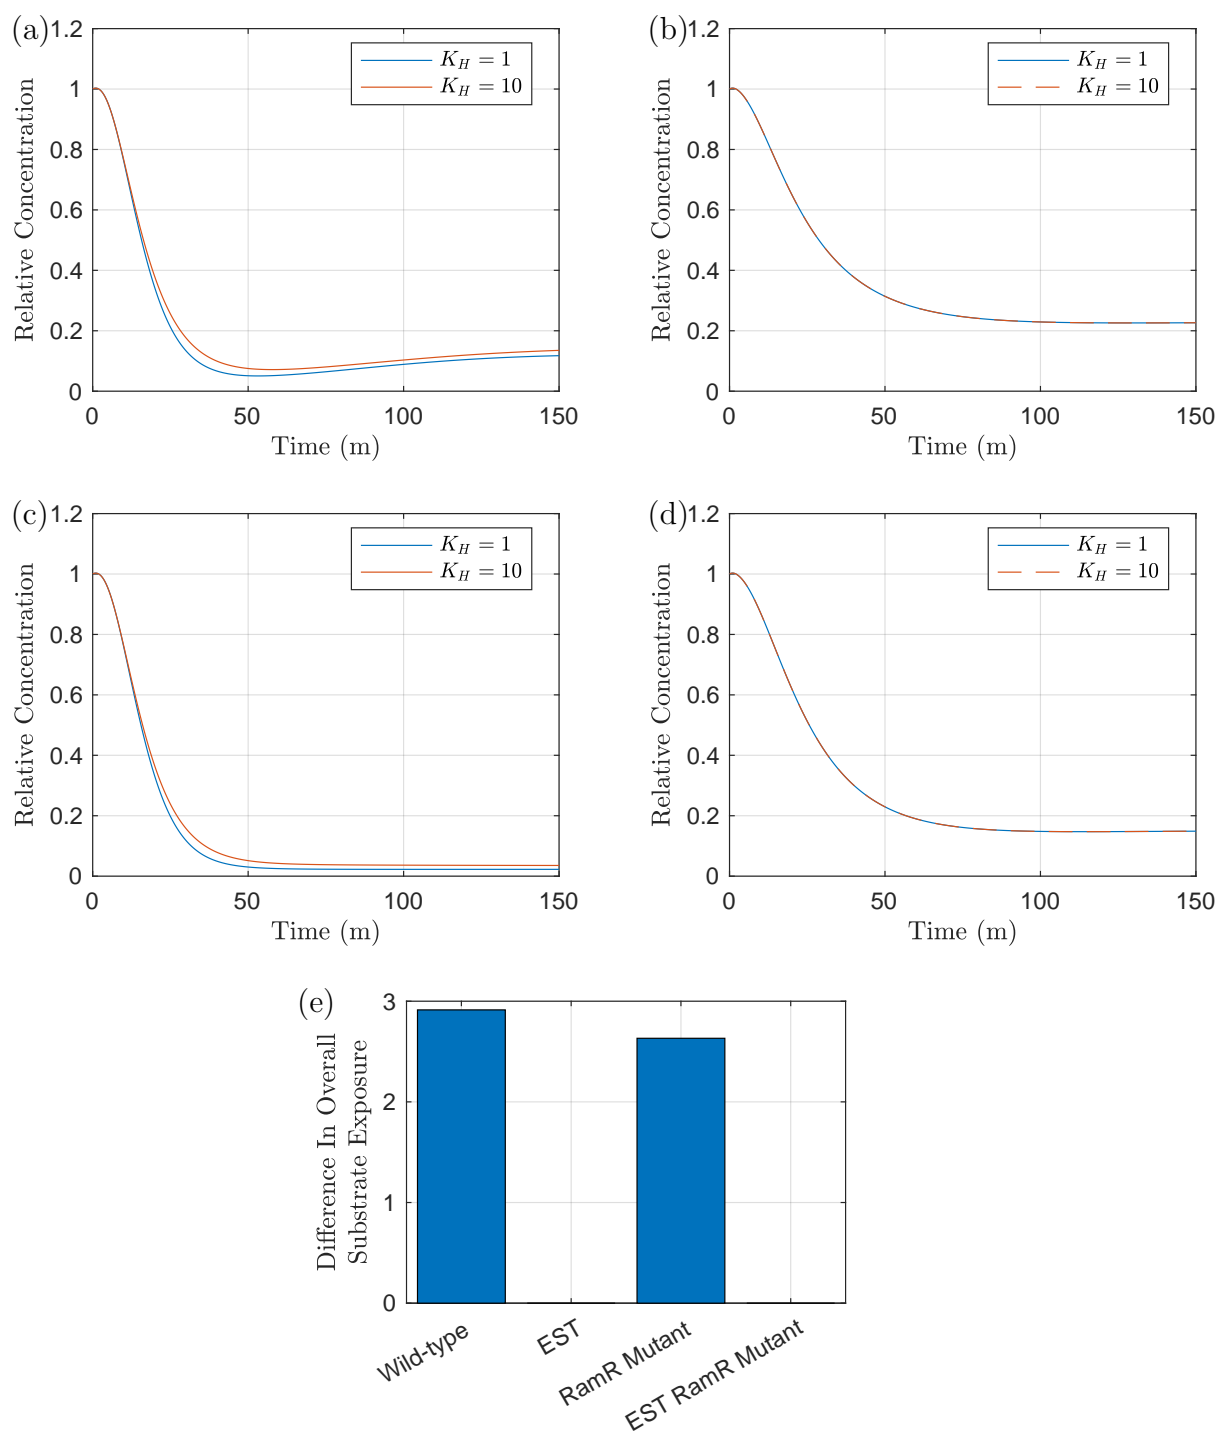 (a)
1.2
1
0.8
0.6
0.4
0.2
0
Relative Concentration
K_H = 1
K_H = 10
0 50 100 150
Time (m)
(b)
1.2
1
0.8
0.6
0.4
0.2
0
Relative Concentration
K_H = 1
K_H = 10
0 50 100 150
Time (m)
(c)
1.2
1
0.8
0.6
0.4
0.2
0
Relative Concentration
K_H = 1
K_H = 10
0 50 100 150
Time (m)
(d)
1.2
1
0.8
0.6
0.4
0.2
0
Relative Concentration
K_H = 1
K_H = 10
0 50 100 150
Time (m)
(e)
3
2
1
0
Difference In Overall
Substrate Exposure
Wild-type
EST
RamR Mutant
EST RamR Mutant